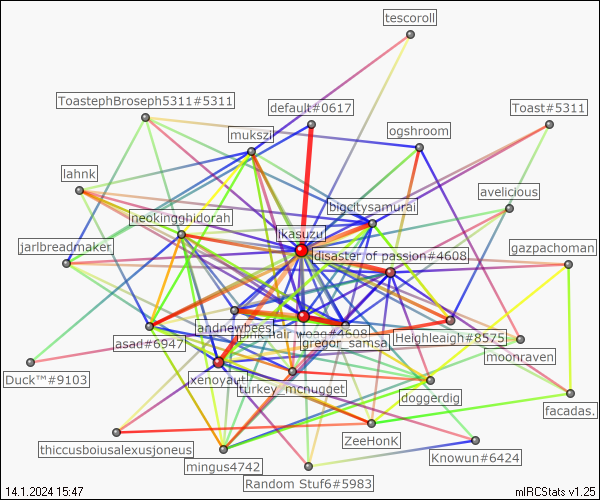 tescoroll
ToastephBroseph5311#5311
default#0617
Toast#5311
mukszi
ogshroom
lahnk
avelicious
neokingghidorah
bigcitysamurai
ikasuzu
jarlbreadmaker
disaster of passion#4608
gazpachoman
andnewbees
pink hair wean#4608
asad#6947
gregor_samsa
Heighleigh#8575
moonraven
Duck™#9103
xenoyaut
turkey_mcnugget
doggerdig
facadas.
thiccusboiusalexusjoneus
ZeeHonK
mingus4742
Knowun#6424
Random Stuf6#5983
14.1.2024 15:47
mIRCStats v1.25